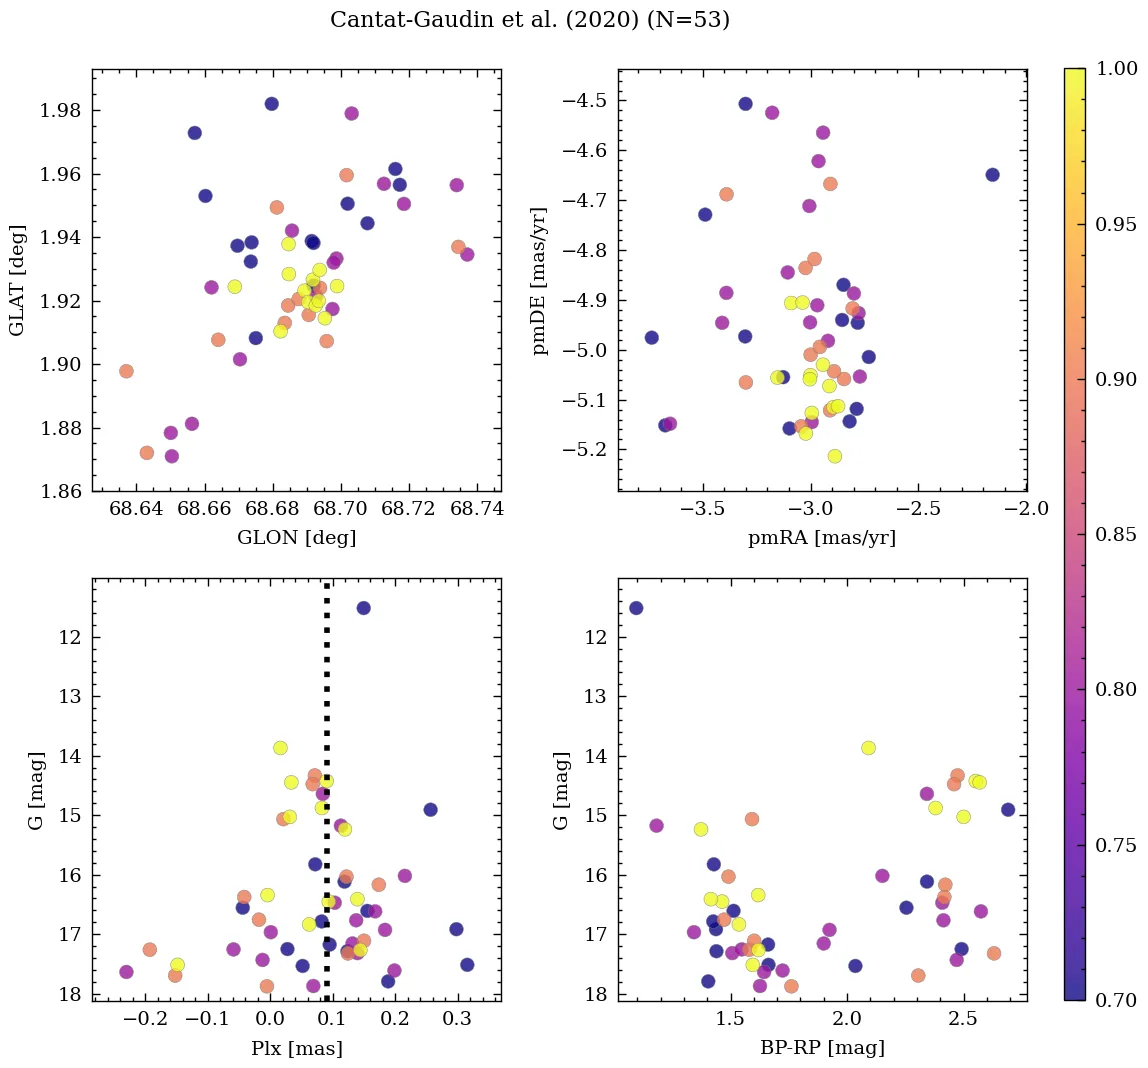 Cantat-Gaudin et al. (2020) (N=53)
1.98
1.96
1.94
1.92
1.90
1.88
1.86
GLAT [deg]
68.64 68.66 68.68 68.70 68.72 68.74
GLON [deg]
−4.5
−4.6
−4.7
−4.8
−4.9
−5.0
−5.1
−5.2
pmDE [mas/yr]
−3.5 −3.0 −2.5 −2.0
pmRA [mas/yr]
12
13
14
15
16
17
18
G [mag]
−0.2 −0.1 0.0 0.1 0.2 0.3
Plx [mas]
12
13
14
15
16
17
18
G [mag]
1.5 2.0 2.5
BP-RP [mag]
1.00
0.95
0.90
0.85
0.80
0.75
0.70